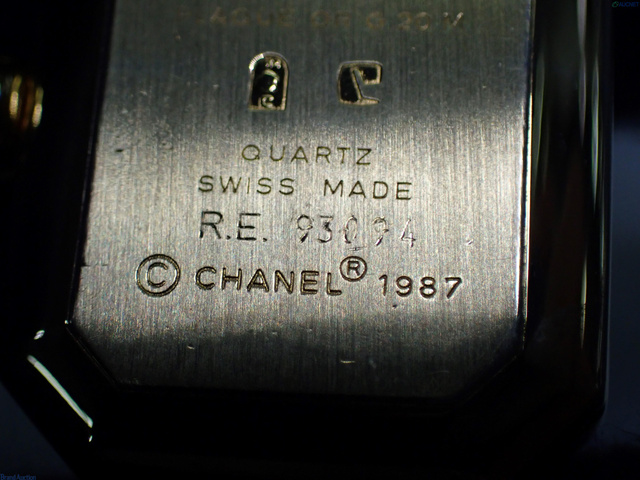 QUARTZ
SWISS MADE
R.E. 93094
© CHANEL® 1987